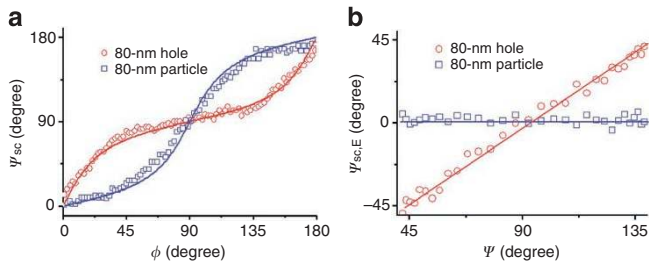 a
180
90
0
Ψsc (degree)
80-nm hole
80-nm particle
0
45
90
135
180
ϕ (degree)
b
45
0
−45
Ψsc,E (degree)
80-nm hole
80-nm particle
45
90
135
Ψ (degree)